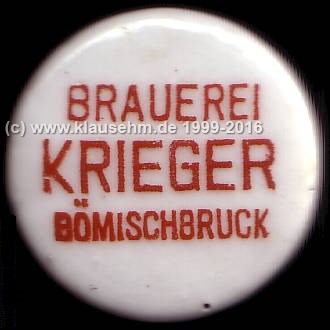 BRAUEREI
(c) www.klausehm.de 1999-2016
KRIEGER
BÖMISCHBRUCK